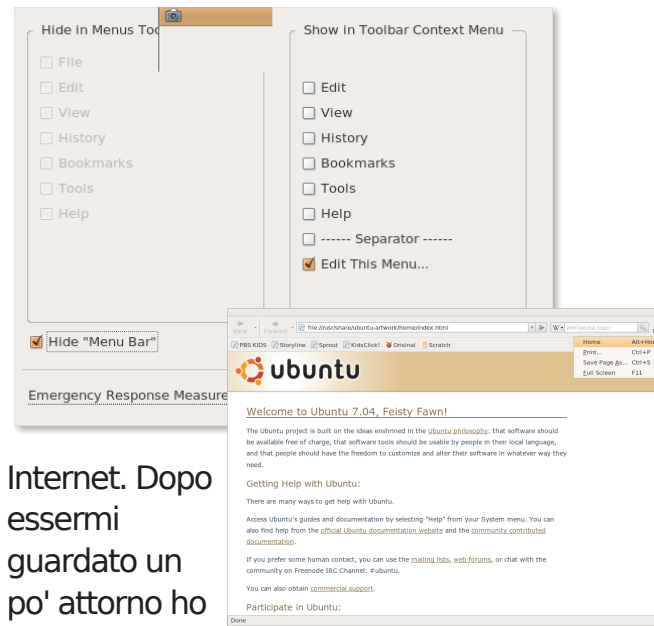 Hide in Menus Too
File
Edit
View
History
Bookmarks
Tools
Help
Hide "Menu Bar"
Emergency Response Measure
Show in Toolbar Context Menu
Edit
View
History
Bookmarks
Tools
Help
------ Separator ------
Edit This Menu...
Back Forward file:///usr/share/ubuntu-artwork/home/index.html W Wikipedia topic
PBS KIDS Storyline Sprout KidsClick! Orisinal Scratch
Home Alt+Hom
Print... Ctrl+P
Save Page As... Ctrl+S
Full Screen F11
ubuntu
Welcome to Ubuntu 7.04, Feisty Fawn!
The Ubuntu project is built on the ideas enshrined in the Ubuntu philosophy: that software should
be available free of charge, that software tools should be usable by people in their local language,
and that people should have the freedom to customize and alter their software in whatever way they
need.
Getting Help with Ubuntu:
There are many ways to get help with Ubuntu.
Access Ubuntu's guides and documentation by selecting "Help" from your System menu. You can
also find help from the official Ubuntu documentation website and the community contributed
documentation.
If you prefer some human contact, you can use the mailing lists, web forums, or chat with the
community on Freenode IRC Channel: #ubuntu.
You can also obtain commercial support.
Participate in Ubuntu:
Done
Internet. Dopo
essermi
guardato un
po' attorno ho